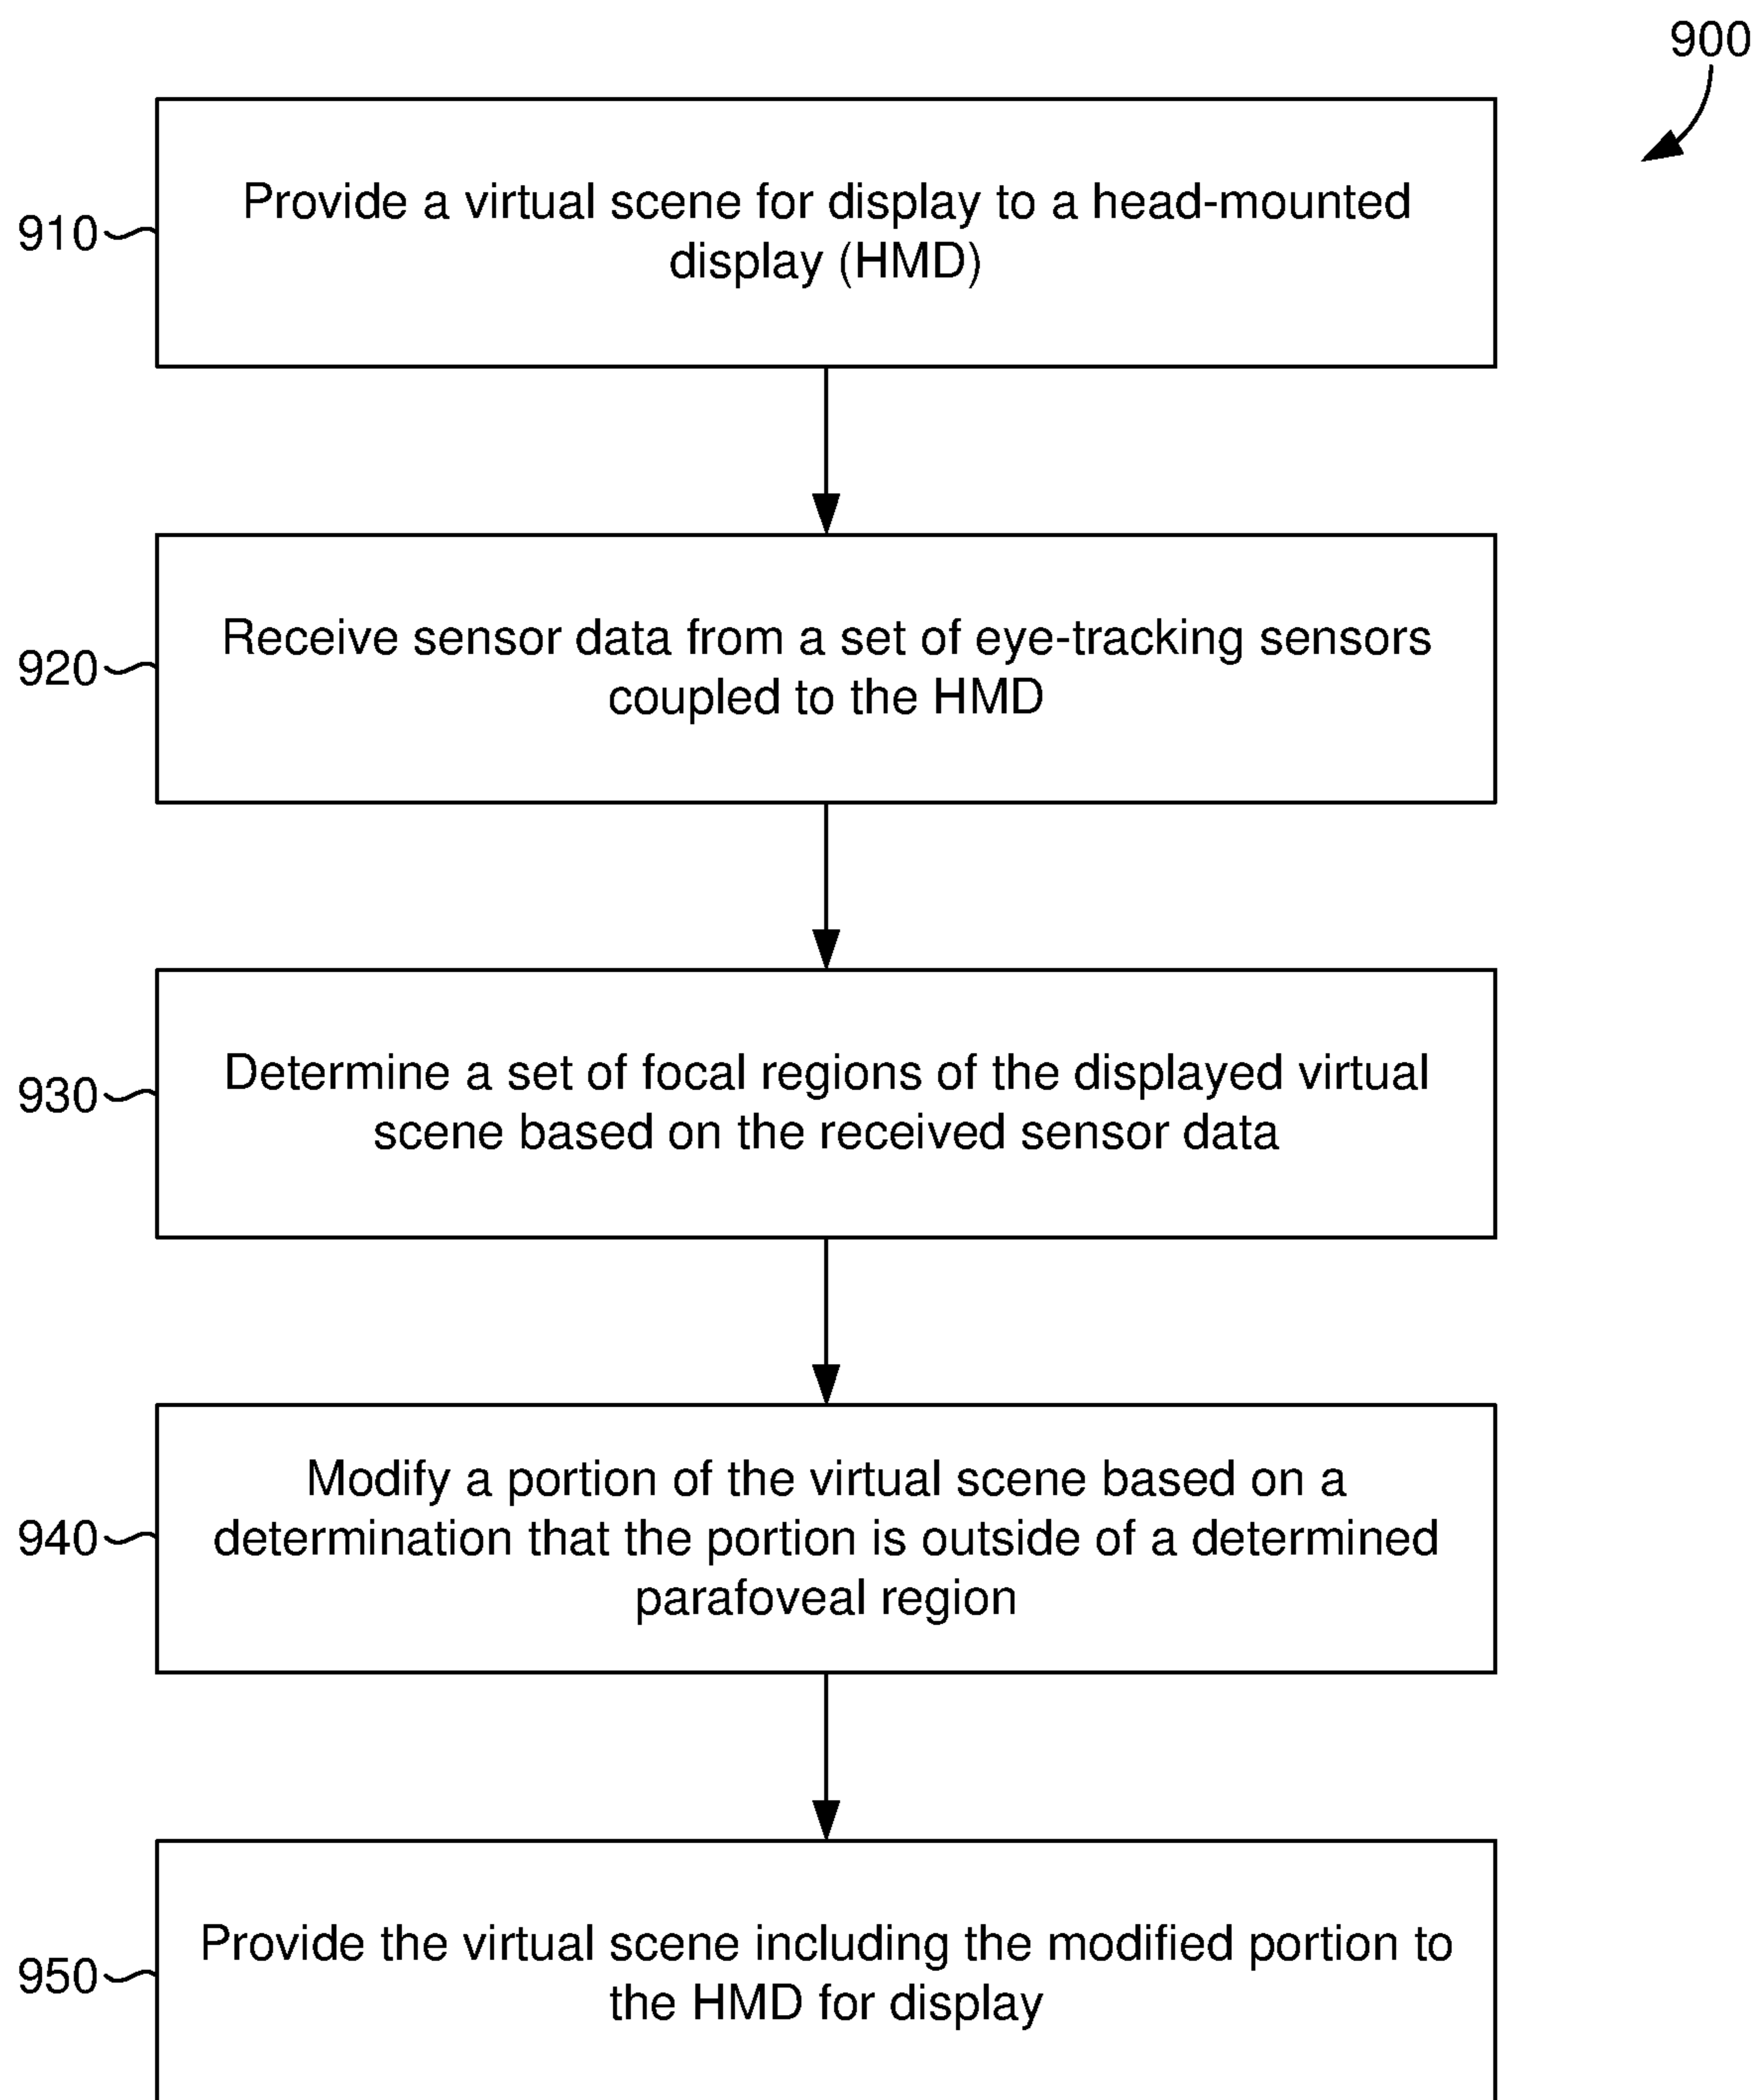 900
910
Provide a virtual scene for display to a head-mounted
display (HMD)
920
Receive sensor data from a set of eye-tracking sensors
coupled to the HMD
930
Determine a set of focal regions of the displayed virtual
scene based on the received sensor data
940
Modify a portion of the virtual scene based on a
determination that the portion is outside of a determined
parafoveal region
950
Provide the virtual scene including the modified portion to
the HMD for display